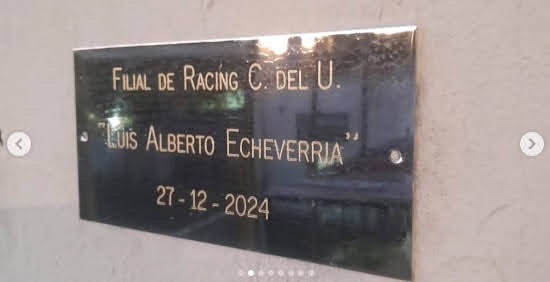 FILIAL DE RACING C. DEL U.
"LUIS ALBERTO ECHEVERRIA"
27-12-2024